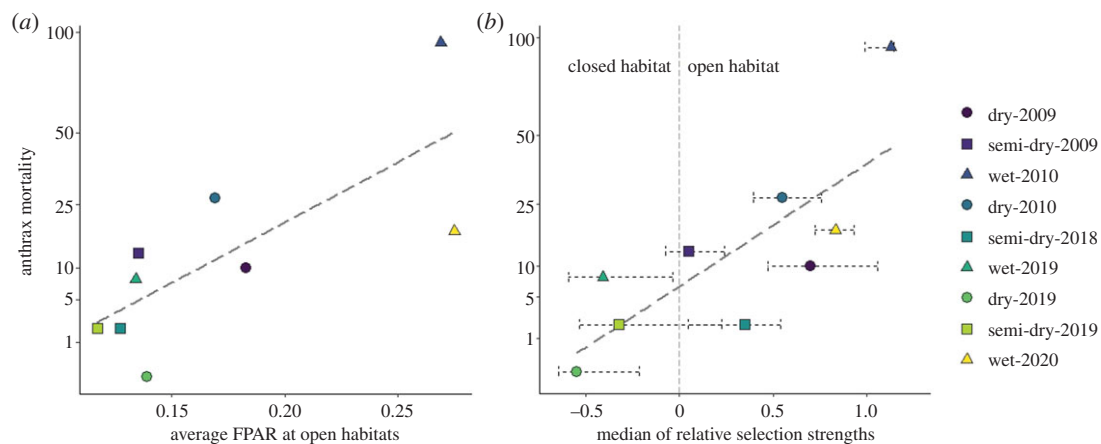 (a)
100
50
25
10
5
1
anthrax mortality
0.15
0.20
0.25
average FPAR at open habitats
(b)
100
50
25
10
5
1
closed habitat
open habitat
−0.5
0
0.5
1.0
median of relative selection strengths
dry-2009
semi-dry-2009
wet-2010
dry-2010
semi-dry-2018
wet-2019
dry-2019
semi-dry-2019
wet-2020